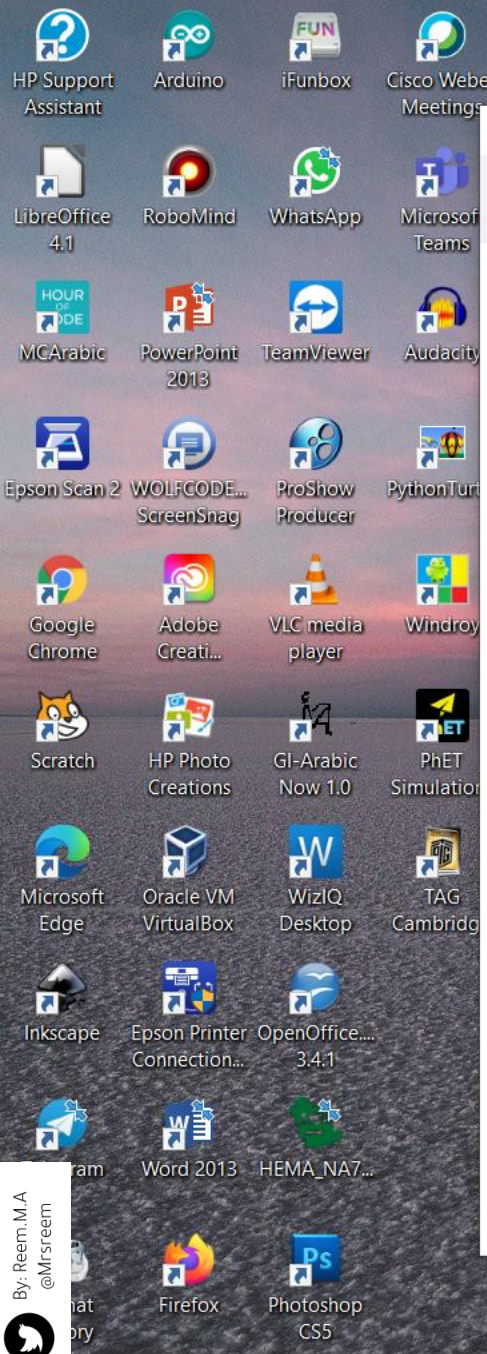 FUN
HP Support
Assistant
Arduino
iFunbox
Cisco Webe
Meetings
LibreOffice
4.1
RoboMind
WhatsApp
Microsof
Teams
HOUR
OF
MCArabic
PowerPoint
2013
TeamViewer
Audacity
Epson Scan 2
WOLFCODE...
ScreenSnag
ProShow
Producer
PythonTurt
Google
Chrome
Adobe
Creati...
VLC media
player
Windroy
Scratch
HP Photo
Creations
GI-Arabic
Now 1.0
PhET
Simulation
Microsoft
Edge
Oracle VM
VirtualBox
W
WizIQ
Desktop
TAG
Cambridg
Inkscape
Epson Printer
Connection...
OpenOffice....
3.4.1
ram
Word 2013
HEMA_NA7...
By: Reem.M.A
@Mrsreem
hat
ory
Firefox
Ps
Photoshop
CS5